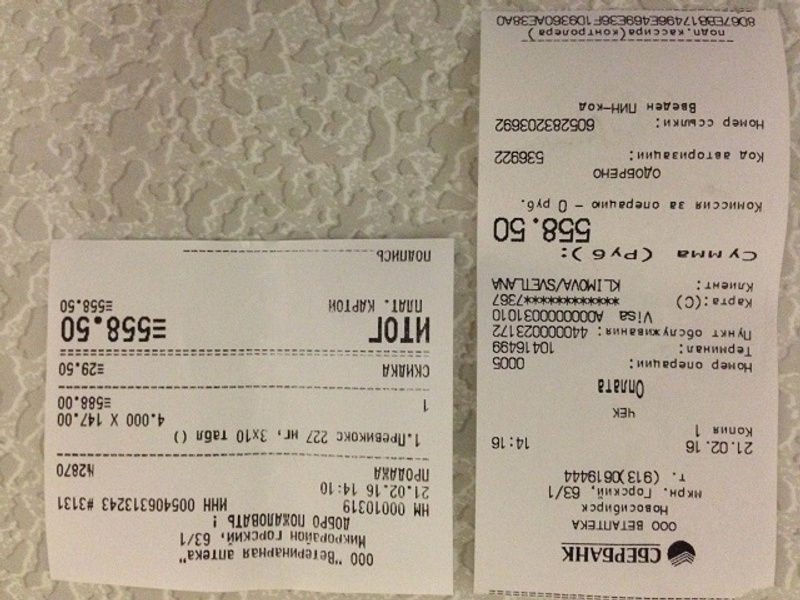 ООО "Ветеринарная аптека"
Микрорайон Горский, 63/1
ДОБРО ПОЖАЛОВАТЬ !
НМ 00010319 ИНН 005406313243 #3131
21.02.16 14:10
ПРОДАЖА №2870
1.Превикокс 227 мг, 3х10 табл ()
4.000 X 147.00
1 ≡588.00
СКИДКА ≡29.50
ИТОГ ≡558.50
ПЛАТ. КАРТОЙ ≡558.50
ПОДПИСЬ
СБЕРБАНК
ООО ВЕТАПТЕКА
Новосибирск
мкрн. Горский, 63/1
т. (913)0619444
21.02.16 14:16
Копия 1
ЧЕК
Оплата
Номер операции: 0005
Терминал: 10416499
Пункт обслуживания: 440000023172
Visa A0000000031010
Карта:(C) ************7367
Клиент: KLIMOVA/SVETLANA
Сумма (Руб):
558.50
Комиссия за операцию - 0 руб.
ОДОБРЕНО
Код авторизации: 536922
Номер ссылки: 605283203692
Введен ПИН-код
подп.кассира(контролера)
8D67EBB17496E469E36F1D9360AE38A0